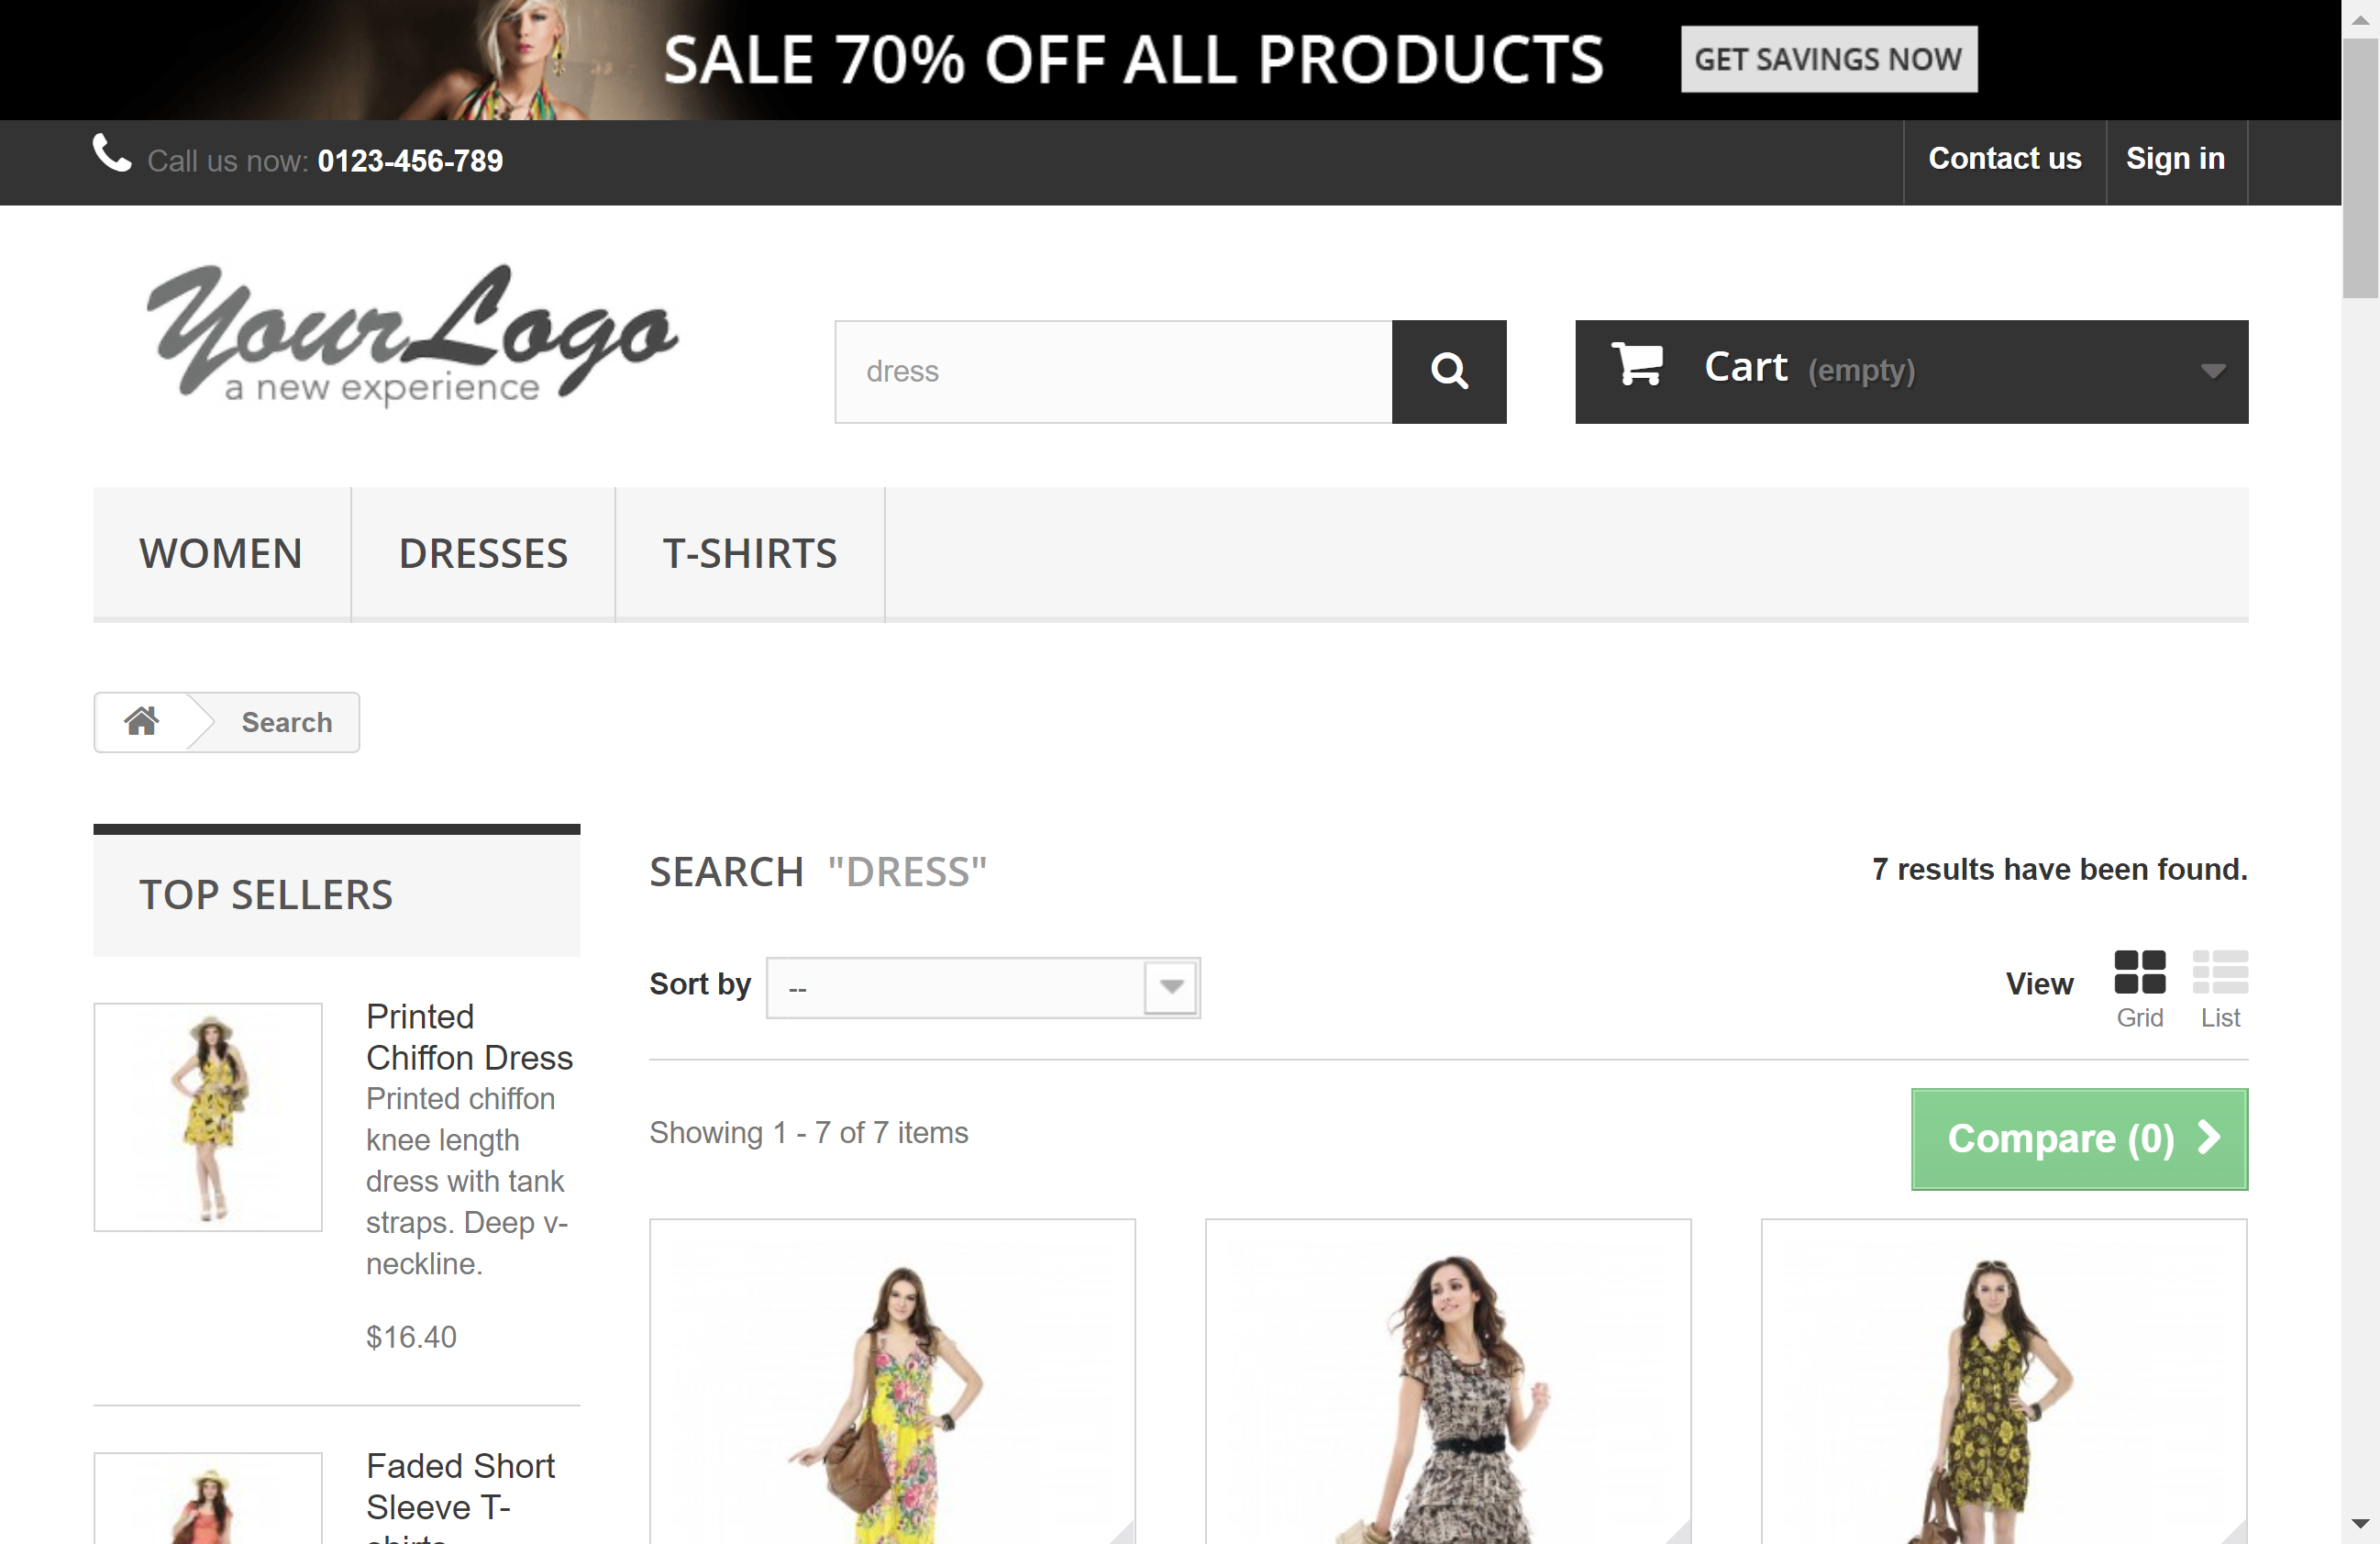 SALE 70% OFF ALL PRODUCTS
GET SAVINGS NOW
Call us now: 0123-456-789
Contact us
Sign in
YourLogo
a new experience
dress
Cart (empty)
WOMEN
DRESSES
T-SHIRTS
Search
TOP SELLERS
Printed
Chiffon Dress
Printed chiffon
knee length
dress with tank
straps. Deep v-
neckline.
$16.40
Faded Short
Sleeve T-
SEARCH "DRESS"
7 results have been found.
Sort by
--
View
Grid
List
Showing 1 - 7 of 7 items
Compare (0)